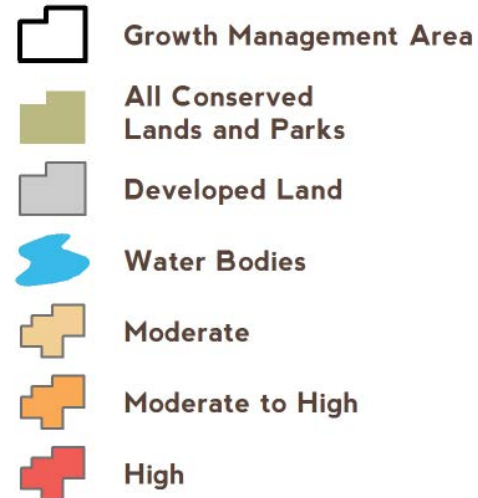 Growth Management Area
All Conserved
Lands and Parks
Developed Land
Water Bodies
Moderate
Moderate to High
High